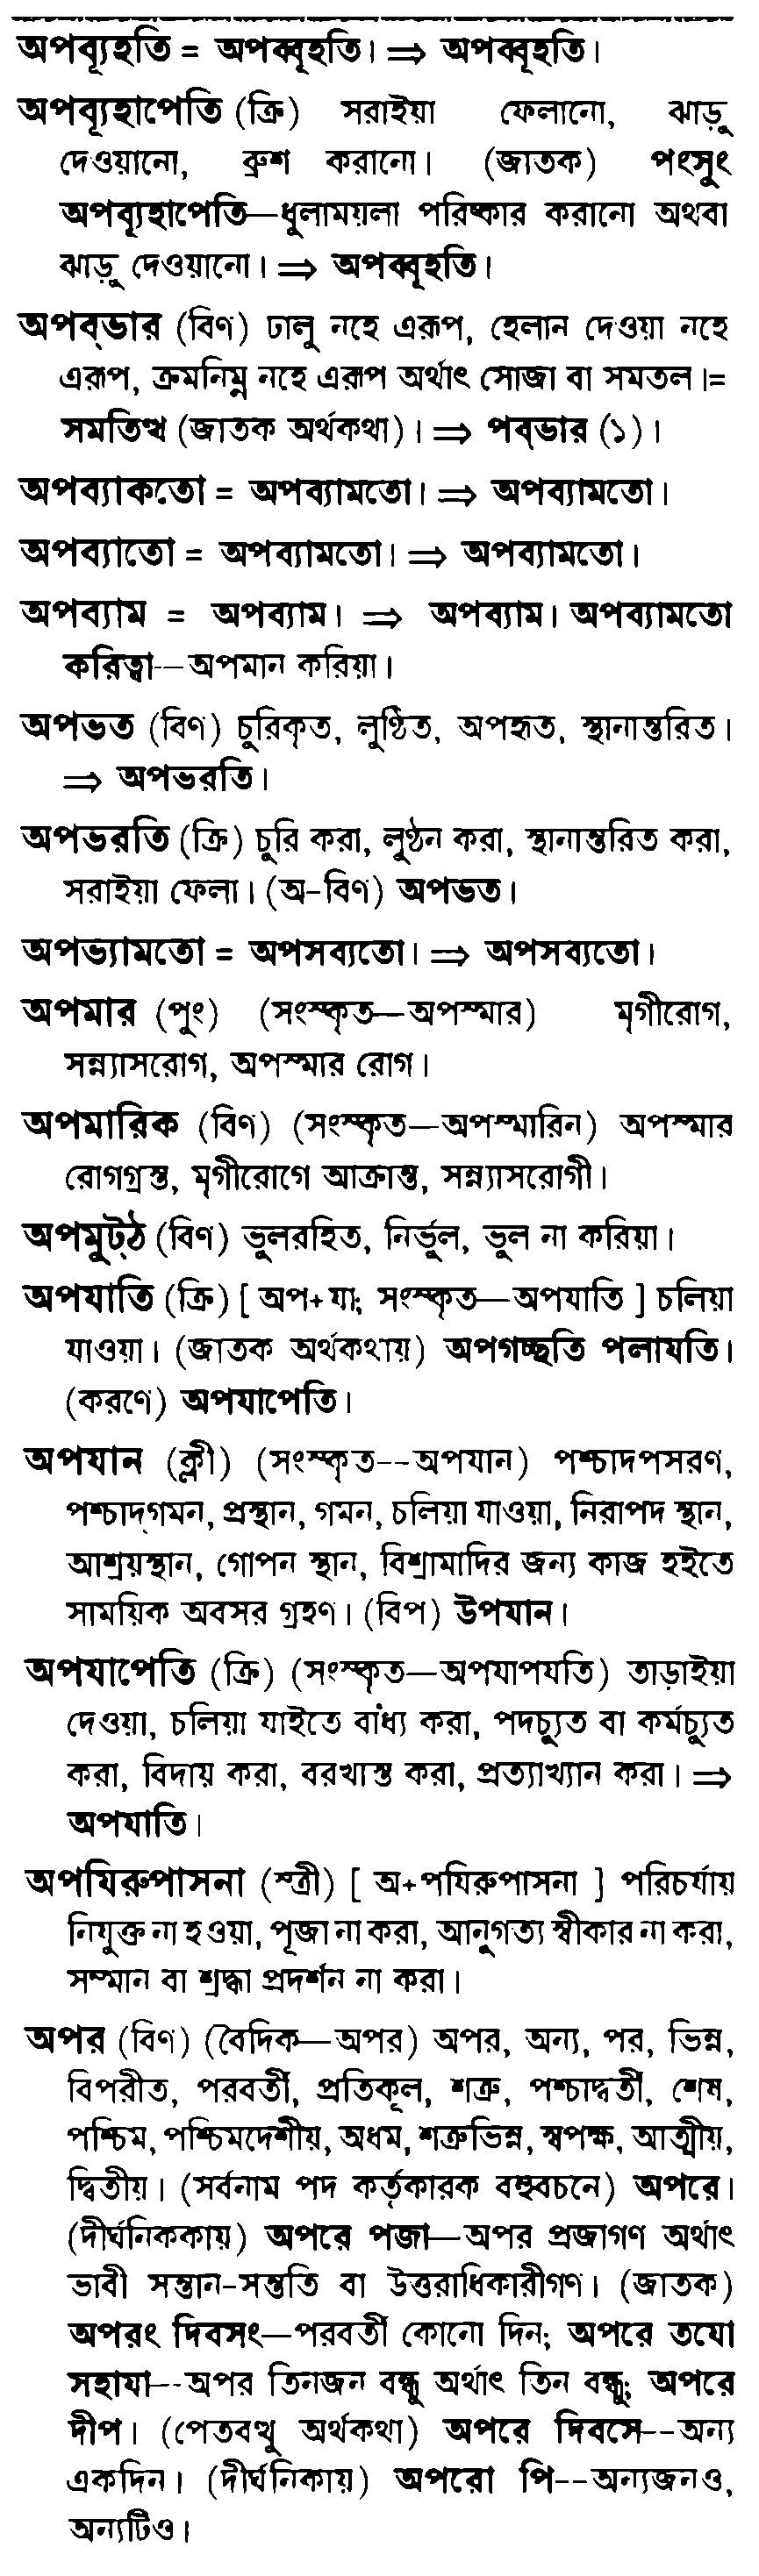 অপব্যূহতি = অপব্বূহতি। ⇒ অপব্বূহতি।
অপব্যূহাপেতি (ক্রি) সরাইয়া ফেলানো, ঝাড়ু
দেওয়ানো, ব্রুশ করানো। (জাতক) পংসুং
অপব্যূহাপেতি—ধুলাময়লা পরিষ্কার করানো অথবা
ঝাড়ু দেওয়ানো। ⇒ অপব্বূহতি।
অপব্ভার (বিণ) ঢালু নহে এরূপ, হেলান দেওয়া নহে
এরূপ, ক্রমনিম্ন নহে এরূপ অর্থাৎ সোজা বা সমতল।=
সমতিত্থ (জাতক অর্থকথা)। ⇒ পব্ভার (১)।
অপব্যাকতো = অপব্যামতো। ⇒ অপব্যামতো।
অপব্যাতো = অপব্যামতো। ⇒ অপব্যামতো।
অপব্যাম = অপব্যাম। ⇒ অপব্যাম। অপব্যামতো
করিত্বা--অপমান করিয়া।
অপভত (বিণ) চুরিকৃত, লুণ্ঠিত, অপহৃত, স্থানান্তরিত।
⇒ অপভরতি।
অপভরতি (ক্রি) চুরি করা, লুণ্ঠন করা, স্থানান্তরিত করা,
সরাইয়া ফেলা। (অ-বিণ) অপভত।
অপভ্যামতো = অপসব্যতো। ⇒ অপসব্যতো।
অপমার (পুং) (সংস্কৃত—অপস্মার) মৃগীরোগ,
সন্ন্যাসরোগ, অপস্মার রোগ।
অপমারিক (বিণ) (সংস্কৃত—অপস্মারিন) অপস্মার
রোগগ্রস্ত, মৃগীরোগে আক্রান্ত, সন্ন্যাসরোগী।
অপমুট্ঠ (বিণ) ভুলরহিত, নির্ভুল, ভুল না করিয়া।
অপযাতি (ক্রি) [ অপ+যা; সংস্কৃত—অপযাতি ] চলিয়া
যাওয়া। (জাতক অর্থকথায়) অপগচ্ছতি পলাযতি।
(করণে) অপযাপেতি।
অপযান (ক্লী) (সংস্কৃত--অপযান) পশ্চাদপসরণ,
পশ্চাদ্গমন, প্রস্থান, গমন, চলিয়া যাওয়া, নিরাপদ স্থান,
আশ্রয়স্থান, গোপন স্থান, বিশ্রামাদির জন্য কাজ হইতে
সাময়িক অবসর গ্রহণ। (বিপ) উপযান।
অপযাপেতি (ক্রি) (সংস্কৃত—অপযাপযতি) তাড়াইয়া
দেওয়া, চলিয়া যাইতে বাধ্য করা, পদচ্যুত বা কর্মচ্যুত
করা, বিদায় করা, বরখাস্ত করা, প্রত্যাখ্যান করা। ⇒
অপযাতি।
অপযিরুপাসনা (স্ত্রী) [ অ+পযিরুপাসনা ] পরিচর্যায়
নিযুক্ত না হওয়া, পূজা না করা, আনুগত্য স্বীকার না করা,
সম্মান বা শ্রদ্ধা প্রদর্শন না করা।
অপর (বিণ) (বৈদিক—অপর) অপর, অন্য, পর, ভিন্ন,
বিপরীত, পরবর্তী, প্রতিকূল, শত্রু, পশ্চাদ্বর্তী, শেষ,
পশ্চিম, পশ্চিমদেশীয়, অধম, শত্রুভিন্ন, স্বপক্ষ, আত্মীয়,
দ্বিতীয়। (সর্বনাম পদ কর্তৃকারক বহুবচনে) অপরে।
(দীর্ঘনিককায়) অপরে পজা—অপর প্রজাগণ অর্থাৎ
ভাবী সন্তান-সন্ততি বা উত্তরাধিকারীগণ। (জাতক)
অপরং দিবসং—পরবর্তী কোনো দিন; অপরে তযো
সহাযা--অপর তিনজন বন্ধু অর্থাৎ তিন বন্ধু; অপরে
দীপ। (পেতবত্থু অর্থকথা) অপরে দিবসে--অন্য
একদিন। (দীর্ঘনিকায়) অপরো পি--অন্যজনও,
অন্যটিও।